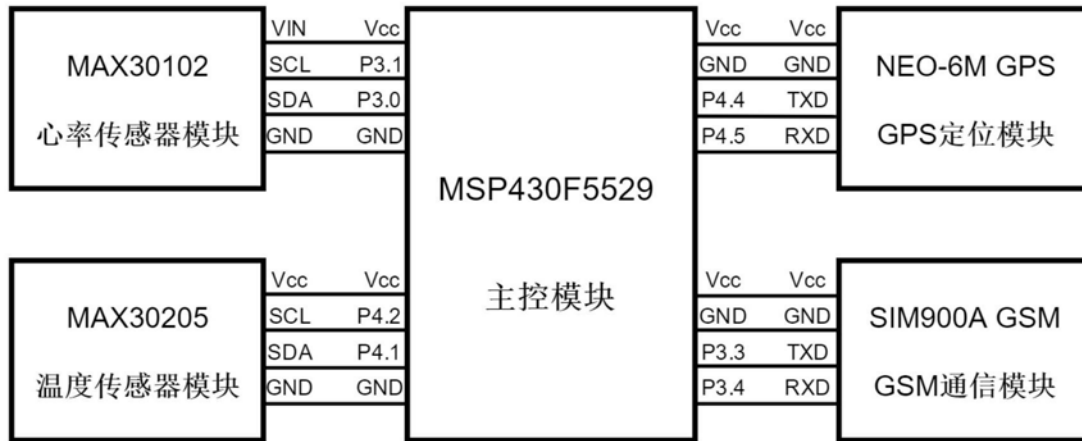 MAX30102
心率传感器模块
VIN Vcc
SCL P3.1
SDA P3.0
GND GND
MAX30205
温度传感器模块
Vcc Vcc
SCL P4.2
SDA P4.1
GND GND
MSP430F5529
主控模块
Vcc Vcc
GND GND
P4.4 TXD
P4.5 RXD
NEO-6M GPS
GPS定位模块
Vcc Vcc
GND GND
P3.3 TXD
P3.4 RXD
SIM900A GSM
GSM通信模块